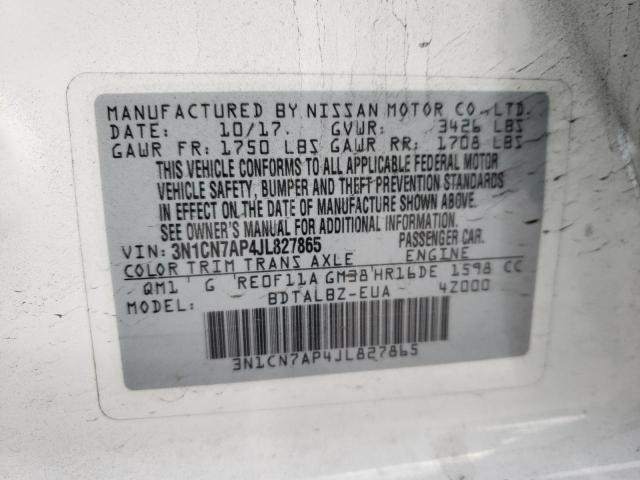 MANUFACTURED BY NISSAN MOTOR CO.,LTD.
DATE: 10/17. GVWR: 3426 LBS
GAWR FR: 1750 LBS GAWR RR: 1708 LBS
THIS VEHICLE CONFORMS TO ALL APPLICABLE FEDERAL MOTOR
VEHICLE SAFETY, BUMPER AND THEFT PREVENTION STANDARDS
IN EFFECT ON THE DATE OF MANUFACTURE SHOWN ABOVE.
SEE OWNER'S MANUAL FOR ADDITIONAL INFORMATION.
VIN: 3N1CN7AP4JL827865 PASSENGER CAR.
COLOR TRIM TRANS AXLE ENGINE
QM1 G RE0F11A GM38 HR16DE 1598 CC
MODEL: BDTALBZ-EUA 4Z000
3N1CN7AP4JL827865